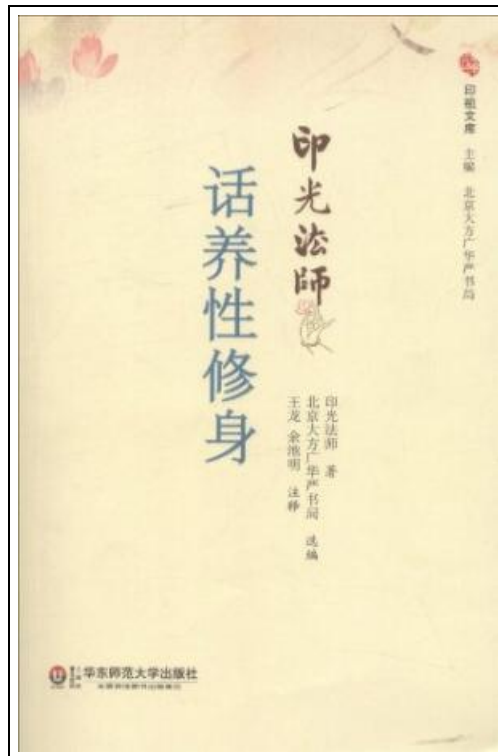 印祖文库 主编 北京大方广华严书局
印光法师
话养性修身
印光法师 著
北京大方广华严书局 选编
王龙 余池明 注释
华东师范大学出版社